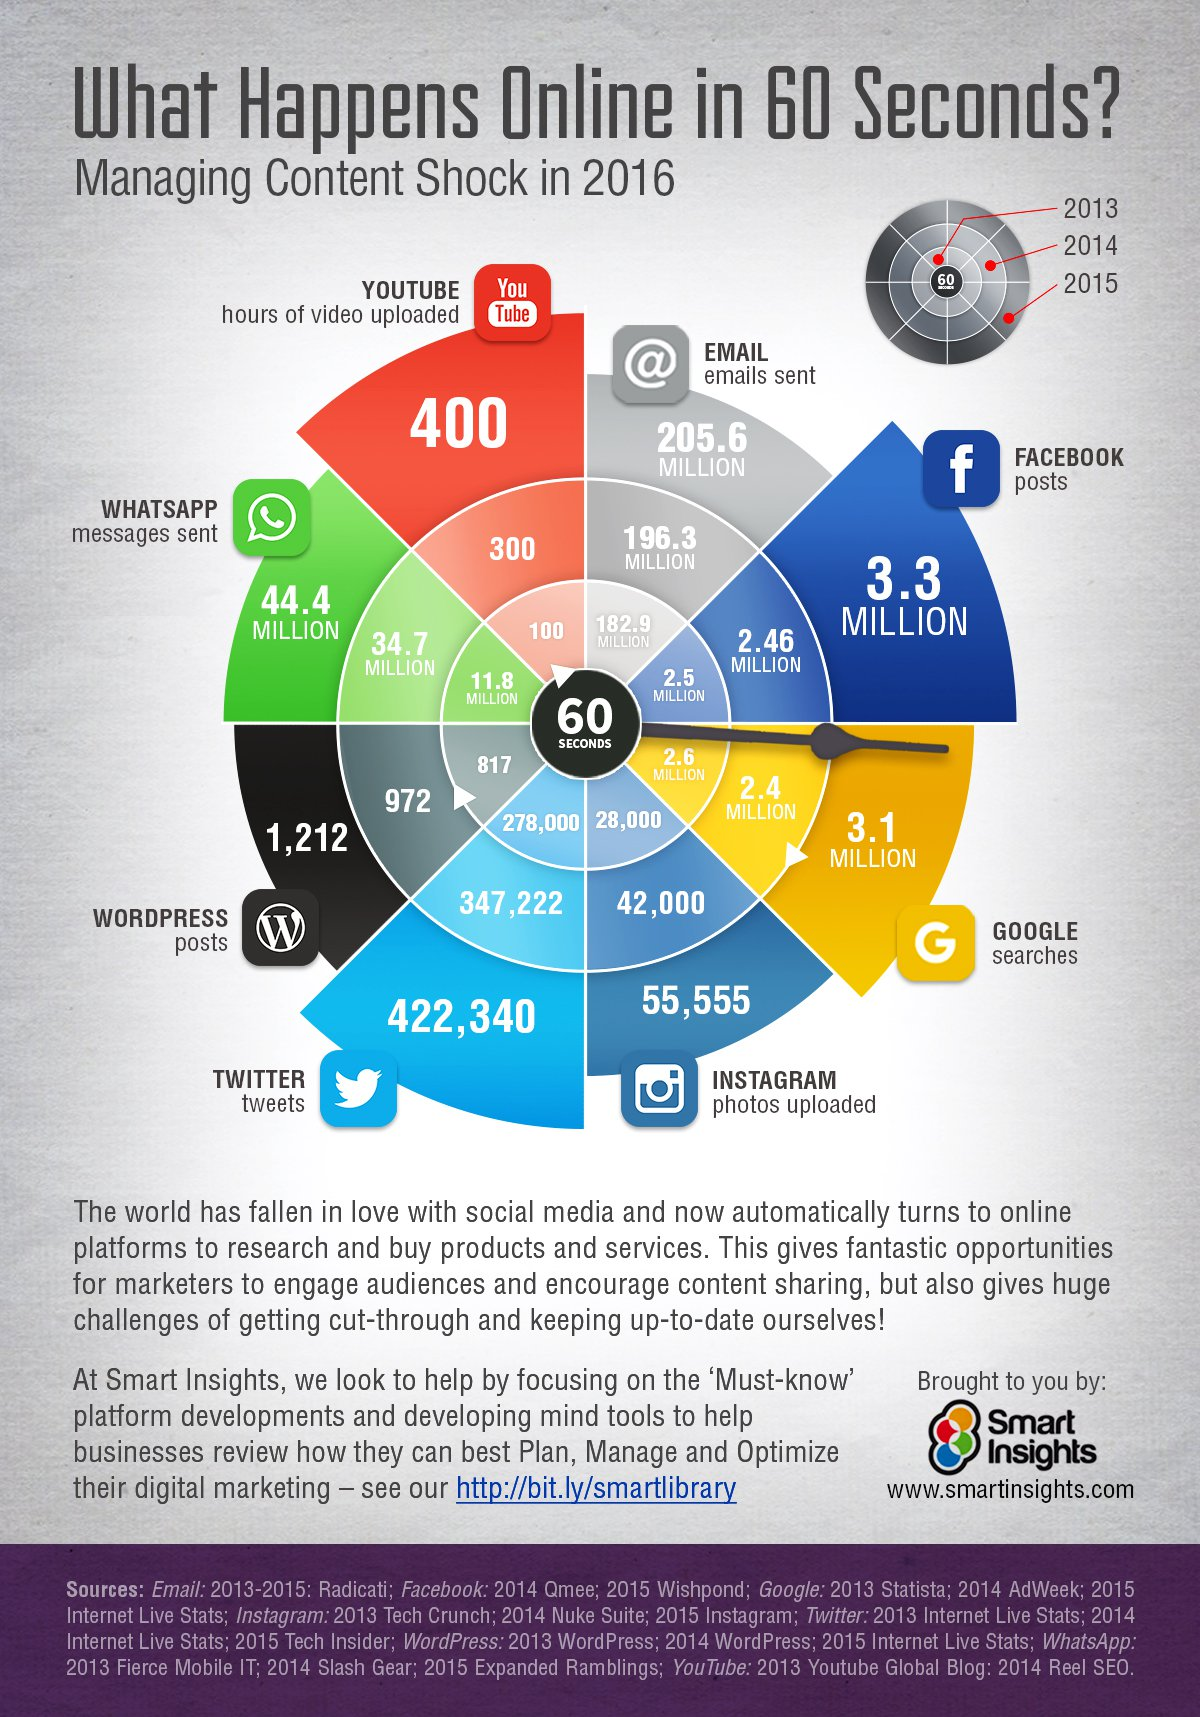 What Happens Online in 60 Seconds?
Managing Content Shock in 2016
2013
2014
2015
60
SECONDS
YOUTUBE
hours of video uploaded
You
Tube
400
300
100
@
EMAIL
emails sent
205.6
MILLION
196.3
MILLION
182.9
MILLION
f
FACEBOOK
posts
3.3
MILLION
2.46
MILLION
2.5
MILLION
WHATSAPP
messages sent
44.4
MILLION
34.7
MILLION
11.8
MILLION
60
SECONDS
817
972
1,212
WORDPRESS
posts
W
2.6
MILLION
2.4
MILLION
3.1
MILLION
G
GOOGLE
searches
278,000
347,222
422,340
TWITTER
tweets
28,000
42,000
55,555
INSTAGRAM
photos uploaded
The world has fallen in love with social media and now automatically turns to online
platforms to research and buy products and services. This gives fantastic opportunities
for marketers to engage audiences and encourage content sharing, but also gives huge
challenges of getting cut-through and keeping up-to-date ourselves!
At Smart Insights, we look to help by focusing on the ‘Must-know’
platform developments and developing mind tools to help
businesses review how they can best Plan, Manage and Optimize
their digital marketing – see our http://bit.ly/smartlibrary
Brought to you by:
Smart
Insights
www.smartinsights.com
Sources: Email: 2013-2015: Radicati; Facebook: 2014 Qmee; 2015 Wishpond; Google: 2013 Statista; 2014 AdWeek; 2015
Internet Live Stats; Instagram: 2013 Tech Crunch; 2014 Nuke Suite; 2015 Instagram; Twitter: 2013 Internet Live Stats; 2014
Internet Live Stats; 2015 Tech Insider; WordPress: 2013 WordPress; 2014 WordPress; 2015 Internet Live Stats; WhatsApp:
2013 Fierce Mobile IT; 2014 Slash Gear; 2015 Expanded Ramblings; YouTube: 2013 Youtube Global Blog: 2014 Reel SEO.